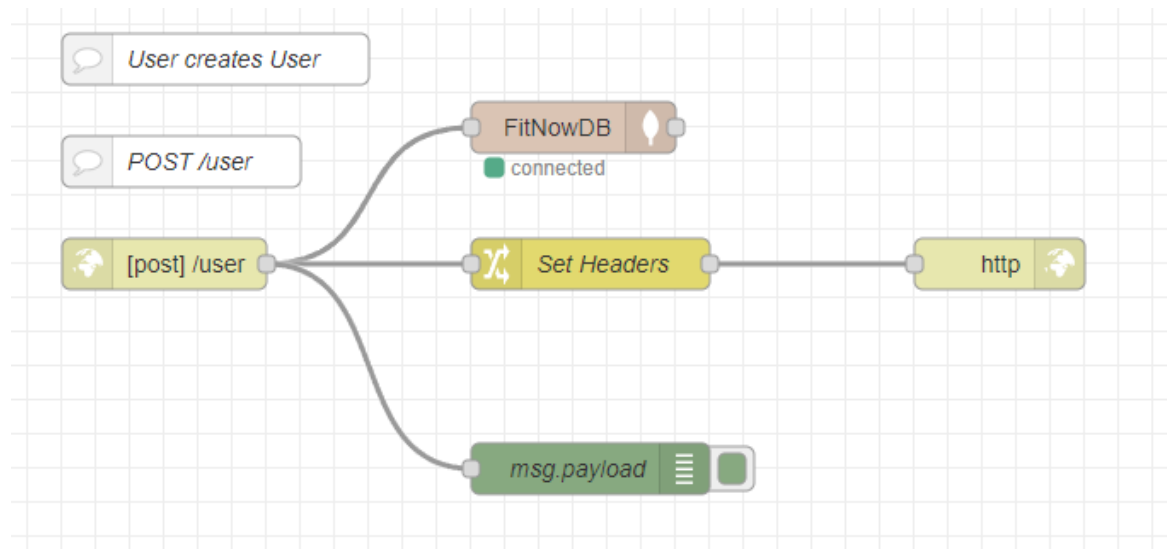 User creates User
FitNowDB
connected
POST /user
[post] /user
Set Headers
http
msg.payload